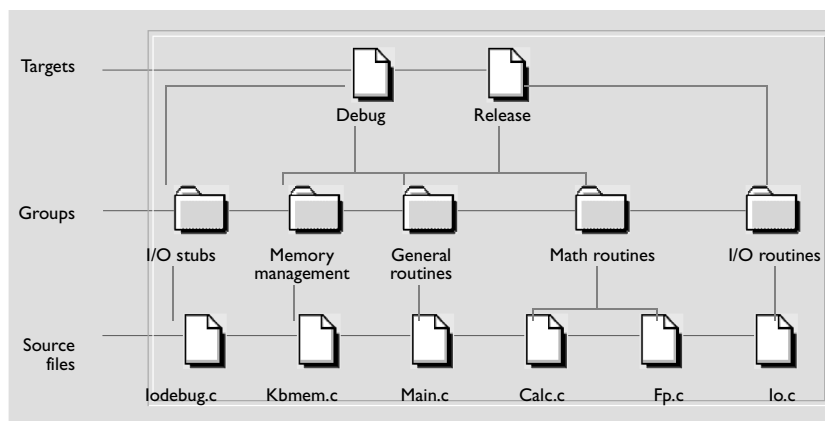 Targets
Debug
Release
Groups
I/O stubs
Memory
management
General
routines
Math routines
I/O routines
Source
files
Iodebug.c
Kbmem.c
Main.c
Calc.c
Fp.c
Io.c